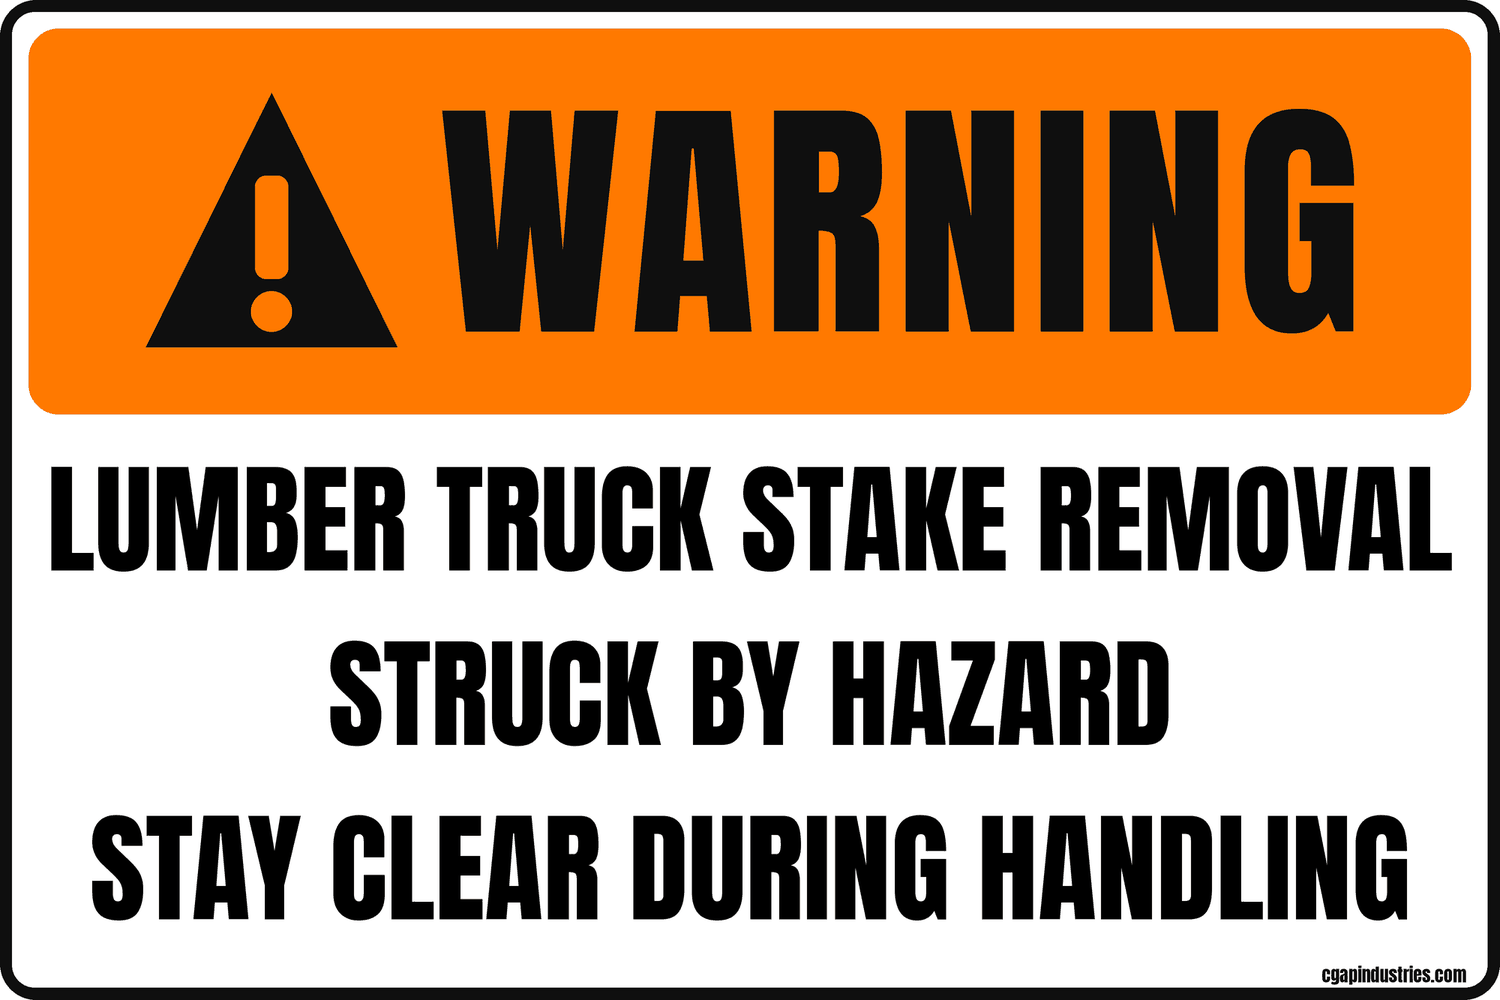 WARNING
LUMBER TRUCK STAKE REMOVAL
STRUCK BY HAZARD
STAY CLEAR DURING HANDLING
cgapindustries.com